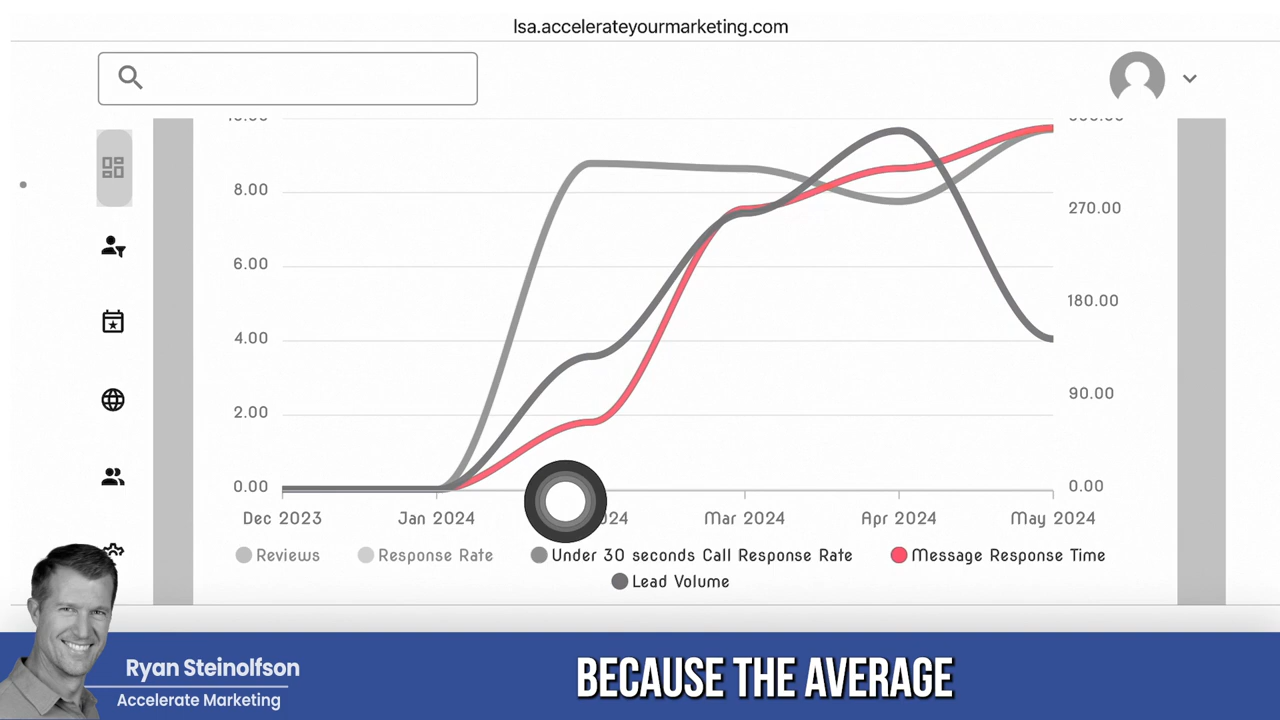 lsa.accelerateyourmarketing.com
8.00
270.00
6.00
180.00
4.00
90.00
2.00
0.00
0.00
Dec 2023 Jan 2024 024 Mar 2024 Apr 2024 May 2024
Reviews Response Rate Under 30 seconds Call Response Rate Message Response Time
Lead Volume
Ryan Steinolfson
Accelerate Marketing
BECAUSE THE AVERAGE